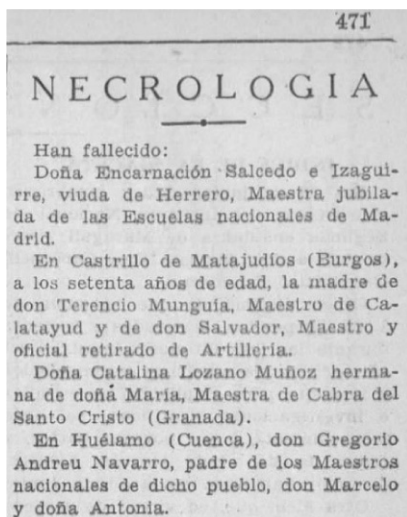 471
NECROLOGIA
Han fallecido:
Doña Encarnación Salcedo e Izagui-
rre, viuda de Herrero, Maestra jubila-
da de las Escuelas nacionales de Ma-
drid.
En Castrillo de Matajudíos (Burgos),
a los setenta años de edad, la madre de
don Terencio Munguía, Maestro de Ca-
latayud y de don Salvador, Maestro y
oficial retirado de Artillería.
Doña Catalina Lozano Muñoz herma-
na de doñá María, Maestra de Cabra del
Santo Cristo (Granada).
En Huélamo (Cuenca), don Gregorio
Andreu Navarro, padre de los Maestros
nacionales de dicho pueblo, don Marcelo
y doña Antonia.